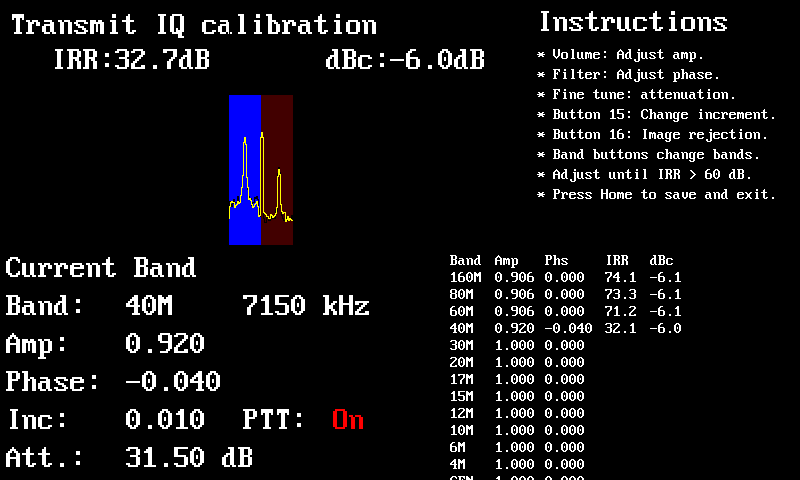 Transmit IQ calibration
IRR:32.7dB dBc:-6.0dB
Instructions
* Volume: Adjust amp.
* Filter: Adjust phase.
* Fine tune: attenuation.
* Button 15: Change increment.
* Button 16: Image rejection.
* Band buttons change bands.
* Adjust until IRR > 60 dB.
* Press Home to save and exit.
Current Band
Band: 40M 7150 kHz
Amp: 0.920
Phase: -0.040
Inc: 0.010 PTT: On
Att.: 31.50 dB
Band Amp Phs IRR dBc
160M 0.906 0.000 74.1 -6.1
80M 0.906 0.000 73.3 -6.1
60M 0.906 0.000 71.2 -6.1
40M 0.920 -0.040 32.1 -6.0
30M 1.000 0.000
20M 1.000 0.000
17M 1.000 0.000
15M 1.000 0.000
12M 1.000 0.000
10M 1.000 0.000
6M 1.000 0.000
4M 1.000 0.000